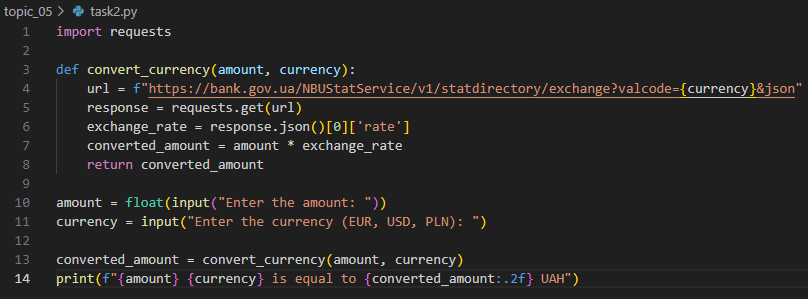 topic_05 > task2.py
1 import requests
2
3 def convert_currency(amount, currency):
4     url = f"https://bank.gov.ua/NBUStatService/v1/statdirectory/exchange?valcode={currency}&json"
5     response = requests.get(url)
6     exchange_rate = response.json()[0]['rate']
7     converted_amount = amount * exchange_rate
8     return converted_amount
9
10 amount = float(input("Enter the amount: "))
11 currency = input("Enter the currency (EUR, USD, PLN): ")
12
13 converted_amount = convert_currency(amount, currency)
14 print(f"{amount} {currency} is equal to {converted_amount:.2f} UAH")